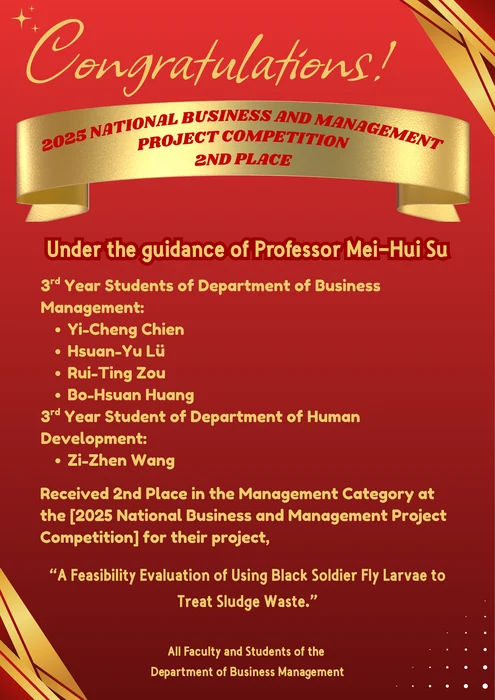 Congratulations!
2025 NATIONAL BUSINESS AND MANAGEMENT
PROJECT COMPETITION
2ND PLACE
Under the guidance of Professor Mei-Hui Su
3rd Year Students of Department of Business
Management:
• Yi-Cheng Chien
• Hsuan-Yu Lü
• Rui-Ting Zou
• Bo-Hsuan Huang
3rd Year Student of Department of Human
Development:
• Zi-Zhen Wang
Received 2nd Place in the Management Category at
the [2025 National Business and Management Project
Competition] for their project,
“A Feasibility Evaluation of Using Black Soldier Fly Larvae to
Treat Sludge Waste.”
All Faculty and Students of the
Department of Business Management